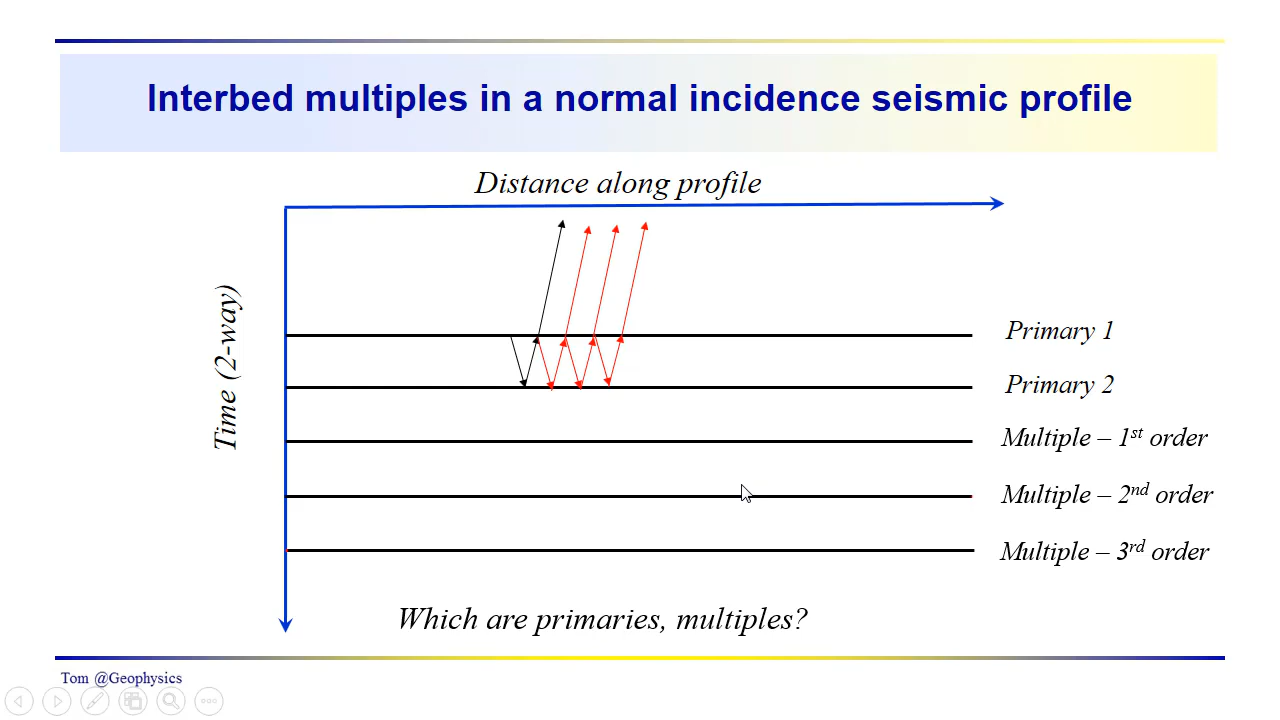 Interbed multiples in a normal incidence seismic profile
Distance along profile
Time (2-way)
Primary 1
Primary 2
Multiple – 1st order
Multiple – 2nd order
Multiple – 3rd order
Which are primaries, multiples?
Tom @Geophysics